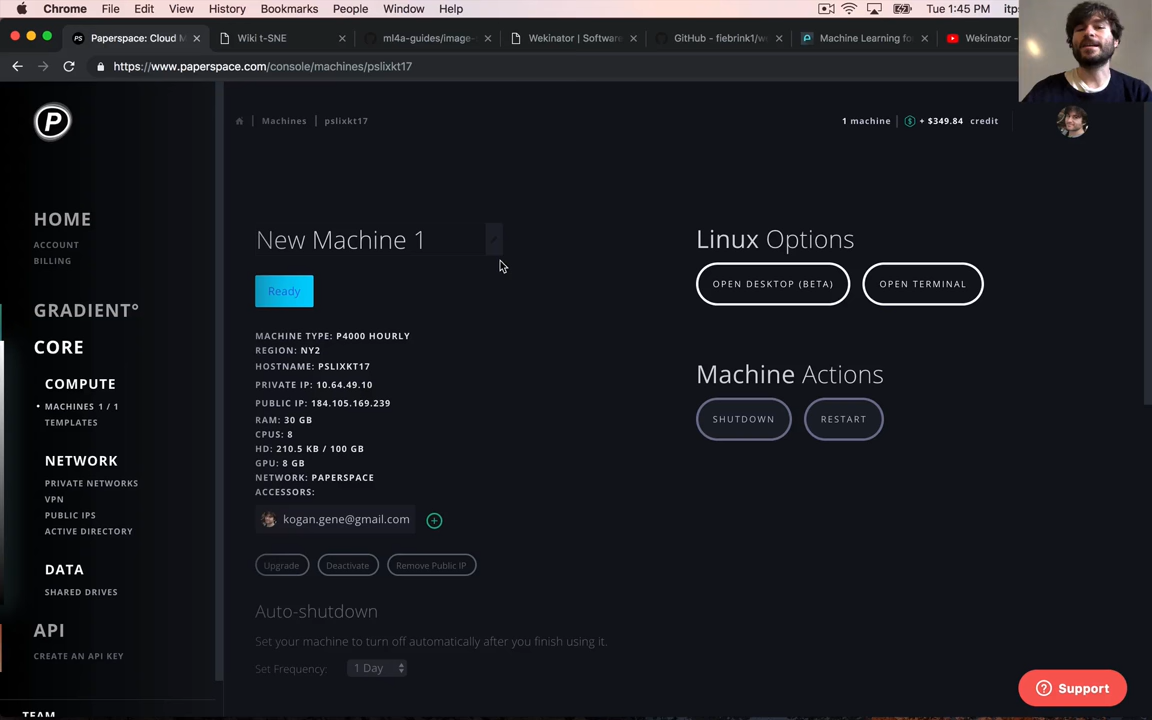 Chrome File Edit View History Bookmarks People Window Help Tue 1:45 PM itps
Paperspace: Cloud M Wiki t-SNE ml4a-guides/image- Wekinator | Software GitHub - fiebrink1/we Machine Learning fo Wekinator -
https://www.paperspace.com/console/machines/pslixkt17
P
Machines | pslixkt17
1 machine | $ + $349.84 credit
HOME
ACCOUNT
BILLING
GRADIENT°
CORE
COMPUTE
MACHINES 1 / 1
TEMPLATES
NETWORK
PRIVATE NETWORKS
VPN
PUBLIC IPS
ACTIVE DIRECTORY
DATA
SHARED DRIVES
API
CREATE AN API KEY
TEAM
New Machine 1
Ready
MACHINE TYPE: P4000 HOURLY
REGION: NY2
HOSTNAME: PSLIXKT17
PRIVATE IP: 10.64.49.10
PUBLIC IP: 184.105.169.239
RAM: 30 GB
CPUS: 8
HD: 210.5 KB / 100 GB
GPU: 8 GB
NETWORK: PAPERSPACE
ACCESSORS:
kogan.gene@gmail.com
Upgrade Deactivate Remove Public IP
Auto-shutdown
Set your machine to turn off automatically after you finish using it.
Set Frequency: 1 Day
Linux Options
OPEN DESKTOP (BETA) OPEN TERMINAL
Machine Actions
SHUTDOWN RESTART
? Support